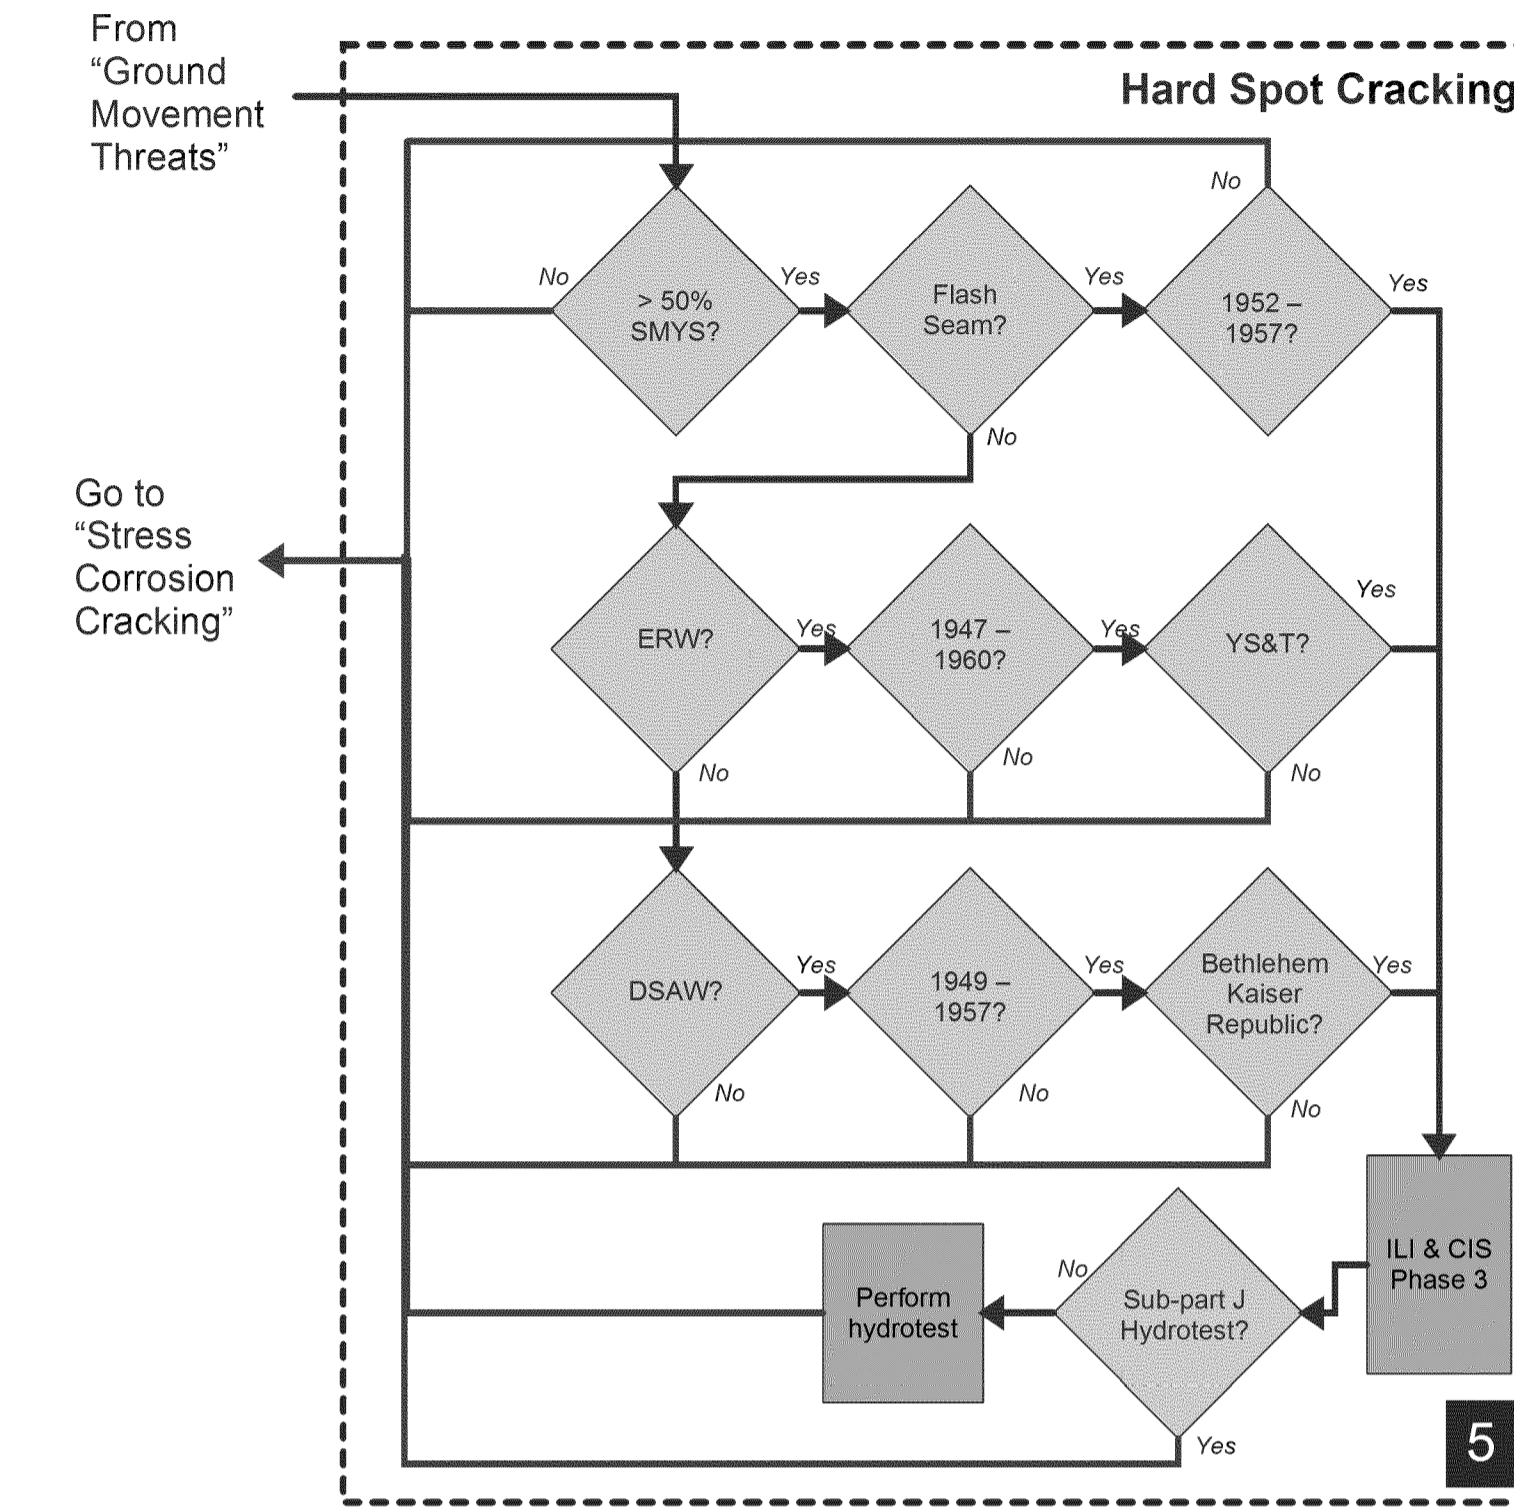 From
“Ground
Movement
Threats”
Hard Spot Cracking
No
No
> 50%
SMYS?
Yes
Flash
Seam?
Yes
1952 –
1957?
Yes
No
Go to
“Stress
Corrosion
Cracking”
ERW?
Yes
1947 –
1960?
Yes
YS&T?
Yes
No
No
No
DSAW?
Yes
1949 –
1957?
Yes
Bethlehem
Kaiser
Republic?
Yes
No
No
No
Perform
hydrotest
No
Sub-part J
Hydrotest?
ILI & CIS
Phase 3
Yes
5